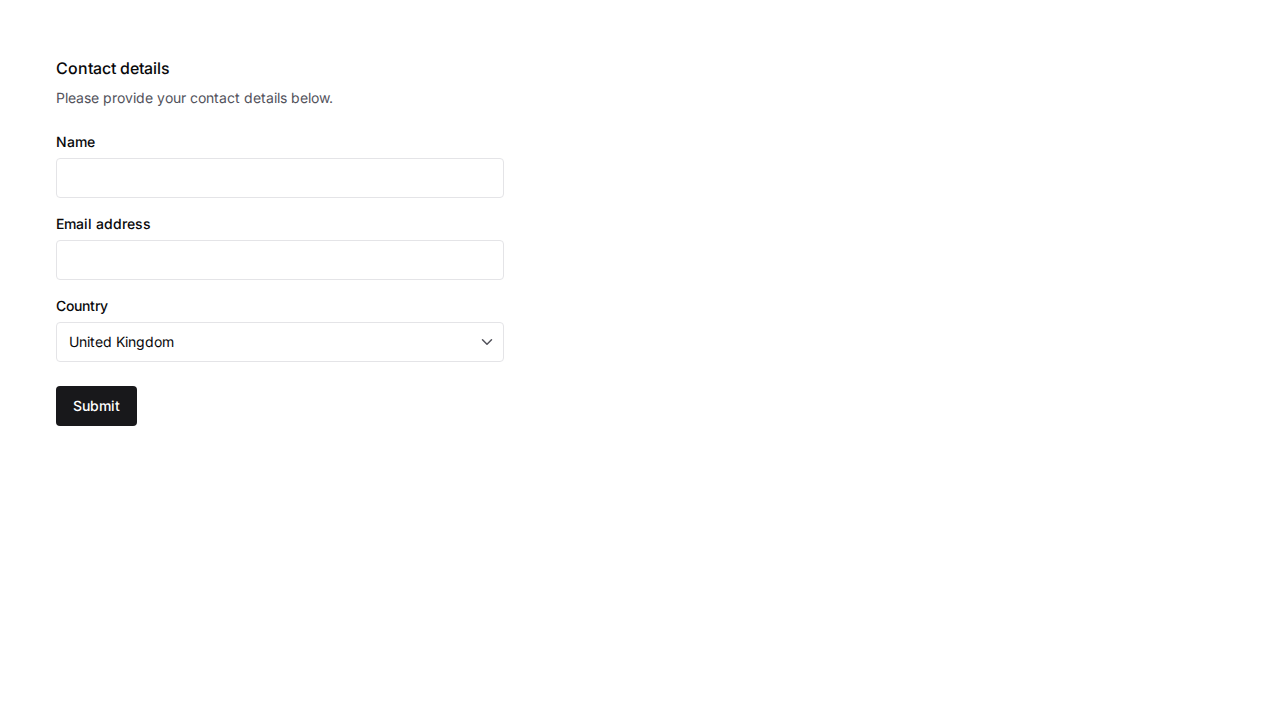 Contact details
Please provide your contact details below.
Name
Email address
Country
United Kingdom
Submit